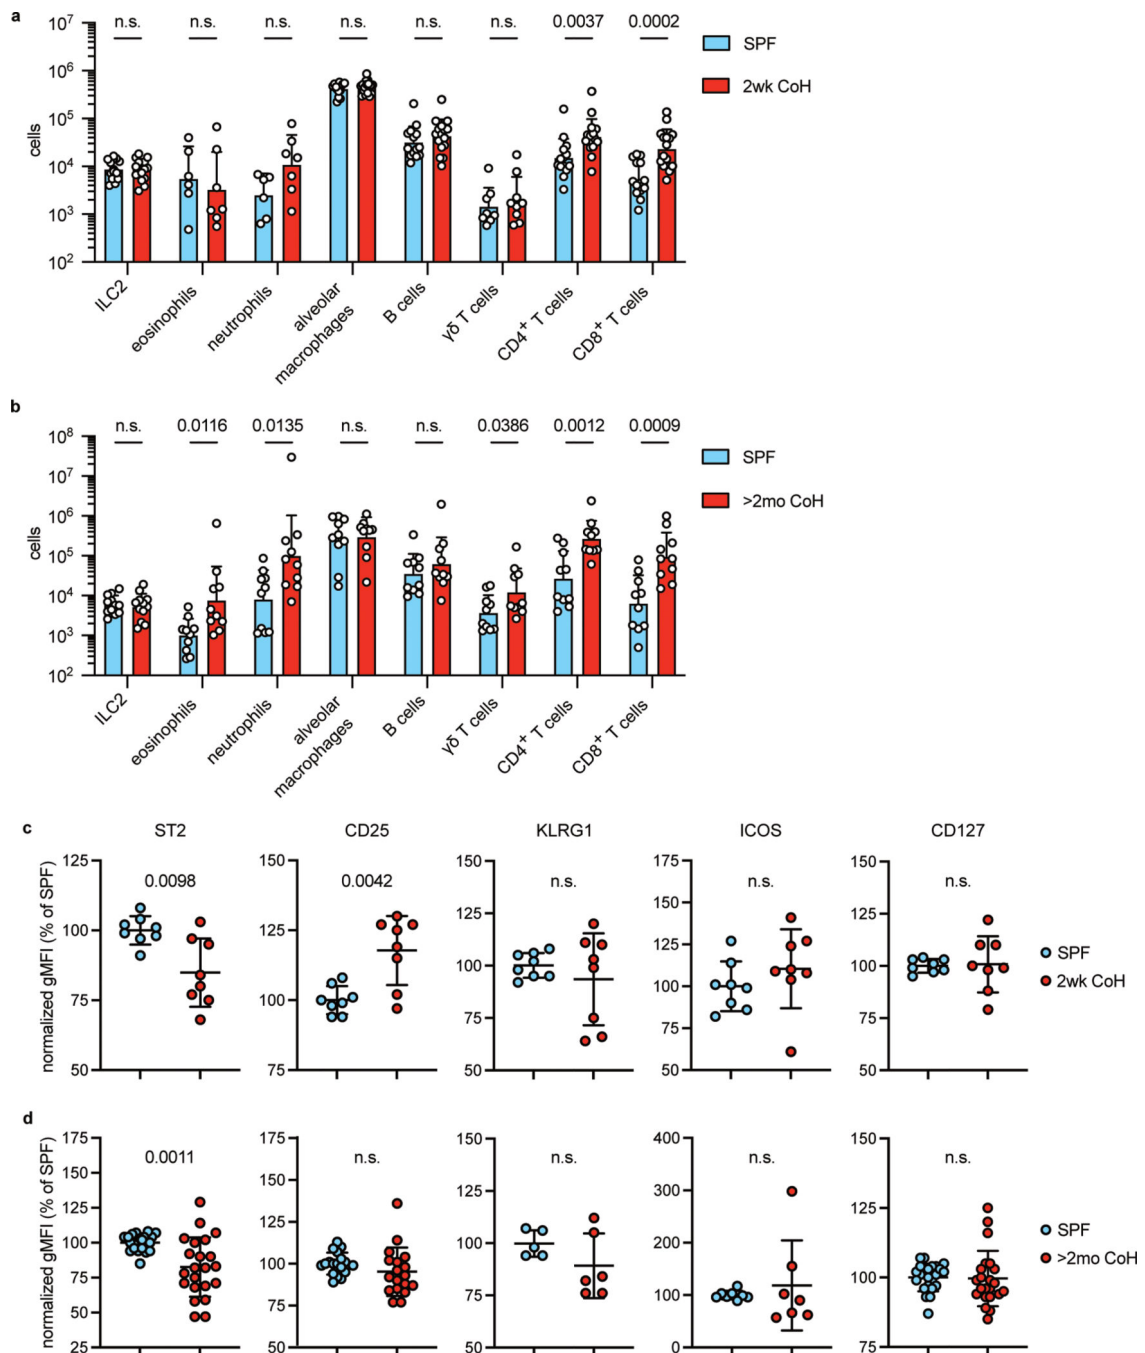 a
n.s. n.s. n.s. n.s. n.s. n.s. 0.0037 0.0002
10⁷
10⁶
10⁵
10⁴
10³
10²
cells
SPF
2wk CoH
ILC2
eosinophils
neutrophils
alveolar
macrophages
B cells
γδ T cells
CD4⁺ T cells
CD8⁺ T cells
b
n.s. 0.0116 0.0135 n.s. n.s. 0.0386 0.0012 0.0009
10⁸
10⁷
10⁶
10⁵
10⁴
10³
10²
cells
SPF
>2mo CoH
ILC2
eosinophils
neutrophils
alveolar
macrophages
B cells
γδ T cells
CD4⁺ T cells
CD8⁺ T cells
c
normalized gMFI (% of SPF)
ST2
125
100
75
50
0.0098
CD25
150
125
100
75
0.0042
KLRG1
150
125
100
75
50
n.s.
ICOS
175
150
125
100
75
50
n.s.
CD127
150
125
100
75
50
n.s.
SPF
2wk CoH
d
normalized gMFI (% of SPF)
175
150
125
100
75
50
25
0.0011
175
150
125
100
75
50
n.s.
150
125
100
75
50
n.s.
400
300
200
100
0
n.s.
150
125
100
75
n.s.
SPF
>2mo CoH